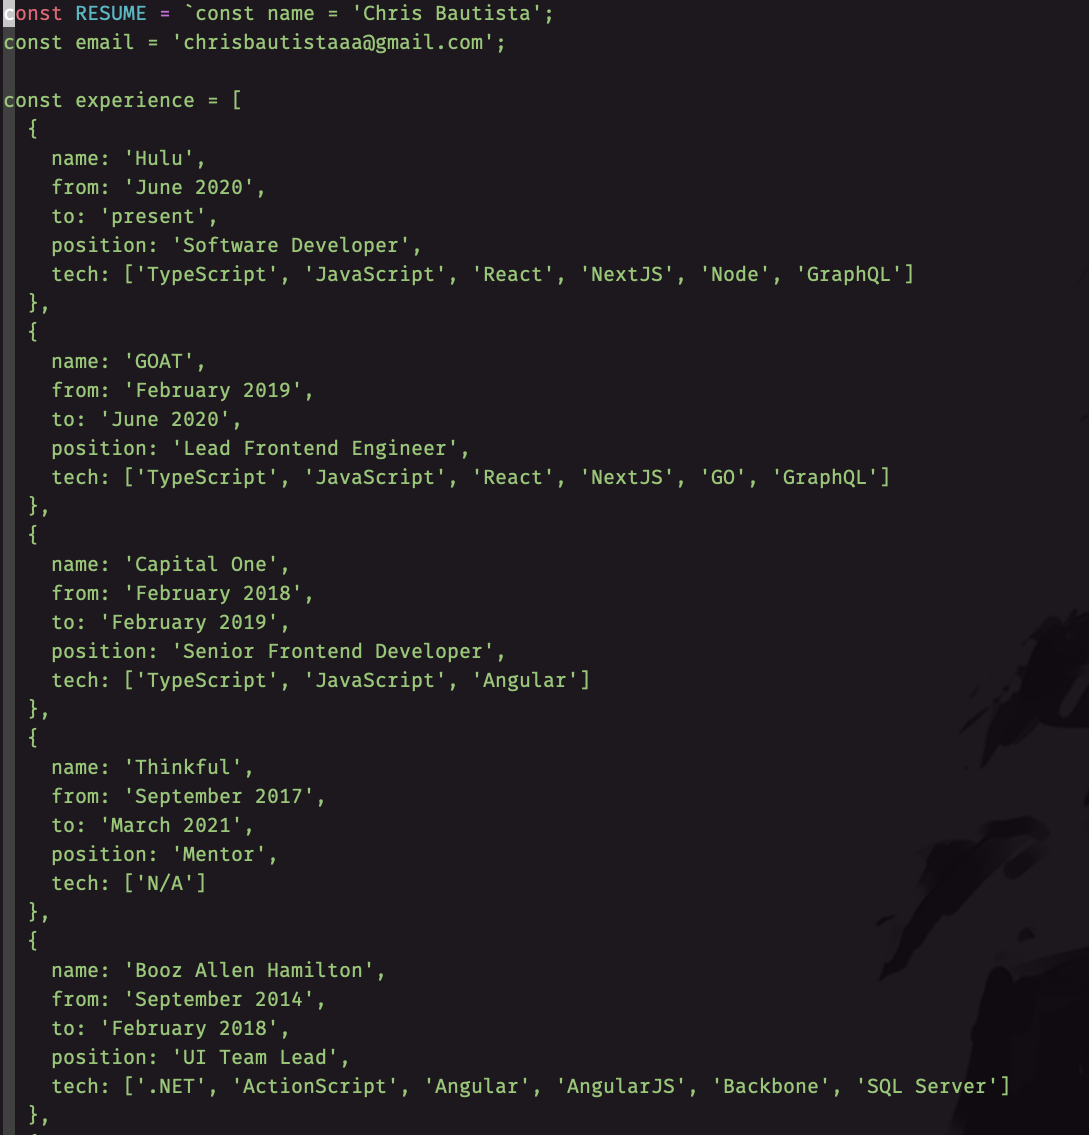 const RESUME = `const name = 'Chris Bautista';
const email = 'chrisbautistaaa@gmail.com';

const experience = [
  {
    name: 'Hulu',
    from: 'June 2020',
    to: 'present',
    position: 'Software Developer',
    tech: ['TypeScript', 'JavaScript', 'React', 'NextJS', 'Node', 'GraphQL']
  },
  {
    name: 'GOAT',
    from: 'February 2019',
    to: 'June 2020',
    position: 'Lead Frontend Engineer',
    tech: ['TypeScript', 'JavaScript', 'React', 'NextJS', 'GO', 'GraphQL']
  },
  {
    name: 'Capital One',
    from: 'February 2018',
    to: 'February 2019',
    position: 'Senior Frontend Developer',
    tech: ['TypeScript', 'JavaScript', 'Angular']
  },
  {
    name: 'Thinkful',
    from: 'September 2017',
    to: 'March 2021',
    position: 'Mentor',
    tech: ['N/A']
  },
  {
    name: 'Booz Allen Hamilton',
    from: 'September 2014',
    to: 'February 2018',
    position: 'UI Team Lead',
    tech: ['.NET', 'ActionScript', 'Angular', 'AngularJS', 'Backbone', 'SQL Server']
  },